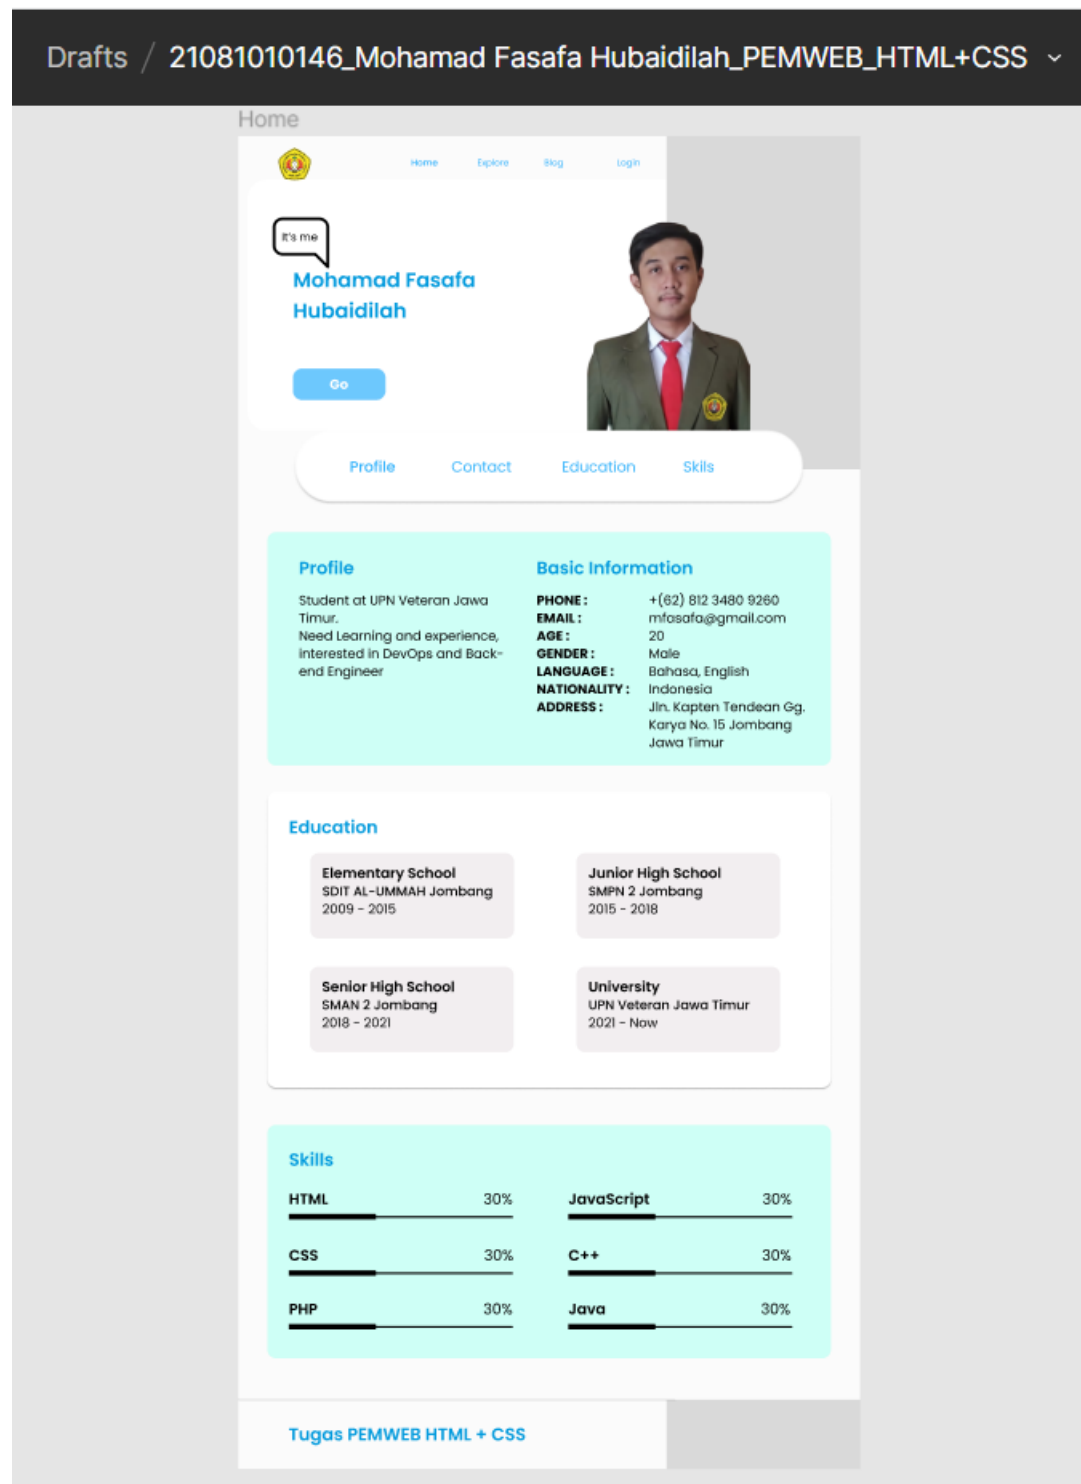 Drafts / 21081010146_Mohamad Fasafa Hubaidilah_PEMWEB_HTML+CSS
Home
Home Explore Blog Login
It's me
Mohamad Fasafa
Hubaidilah
Go
Profile Contact Education Skils
Profile
Student at UPN Veteran Jawa
Timur.
Need Learning and experience,
interested in DevOps and Back-
end Engineer
Basic Information
PHONE : +(62) 812 3480 9260
EMAIL : mfasafa@gmail.com
AGE : 20
GENDER : Male
LANGUAGE : Bahasa, English
NATIONALITY : Indonesia
ADDRESS : Jln. Kapten Tendean Gg.
Karya No. 15 Jombang
Jawa Timur
Education
Elementary School
SDIT AL-UMMAH Jombang
2009 - 2015
Junior High School
SMPN 2 Jombang
2015 - 2018
Senior High School
SMAN 2 Jombang
2018 - 2021
University
UPN Veteran Jawa Timur
2021 - Now
Skills
HTML 30%
JavaScript 30%
CSS 30%
C++ 30%
PHP 30%
Java 30%
Tugas PEMWEB HTML + CSS